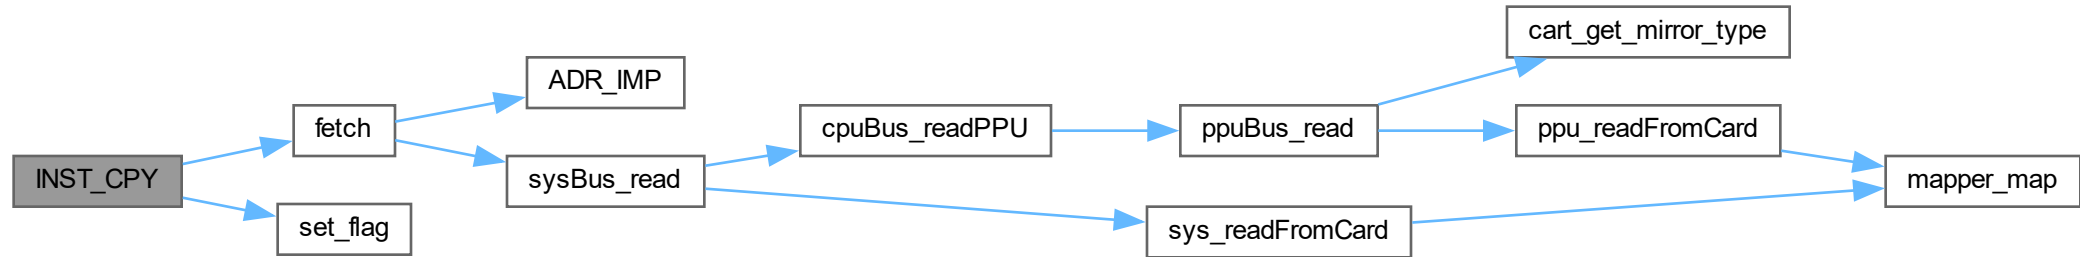 INST_CPY
fetch
set_flag
ADR_IMP
sysBus_read
cpuBus_readPPU
sys_readFromCard
ppuBus_read
cart_get_mirror_type
ppu_readFromCard
mapper_map